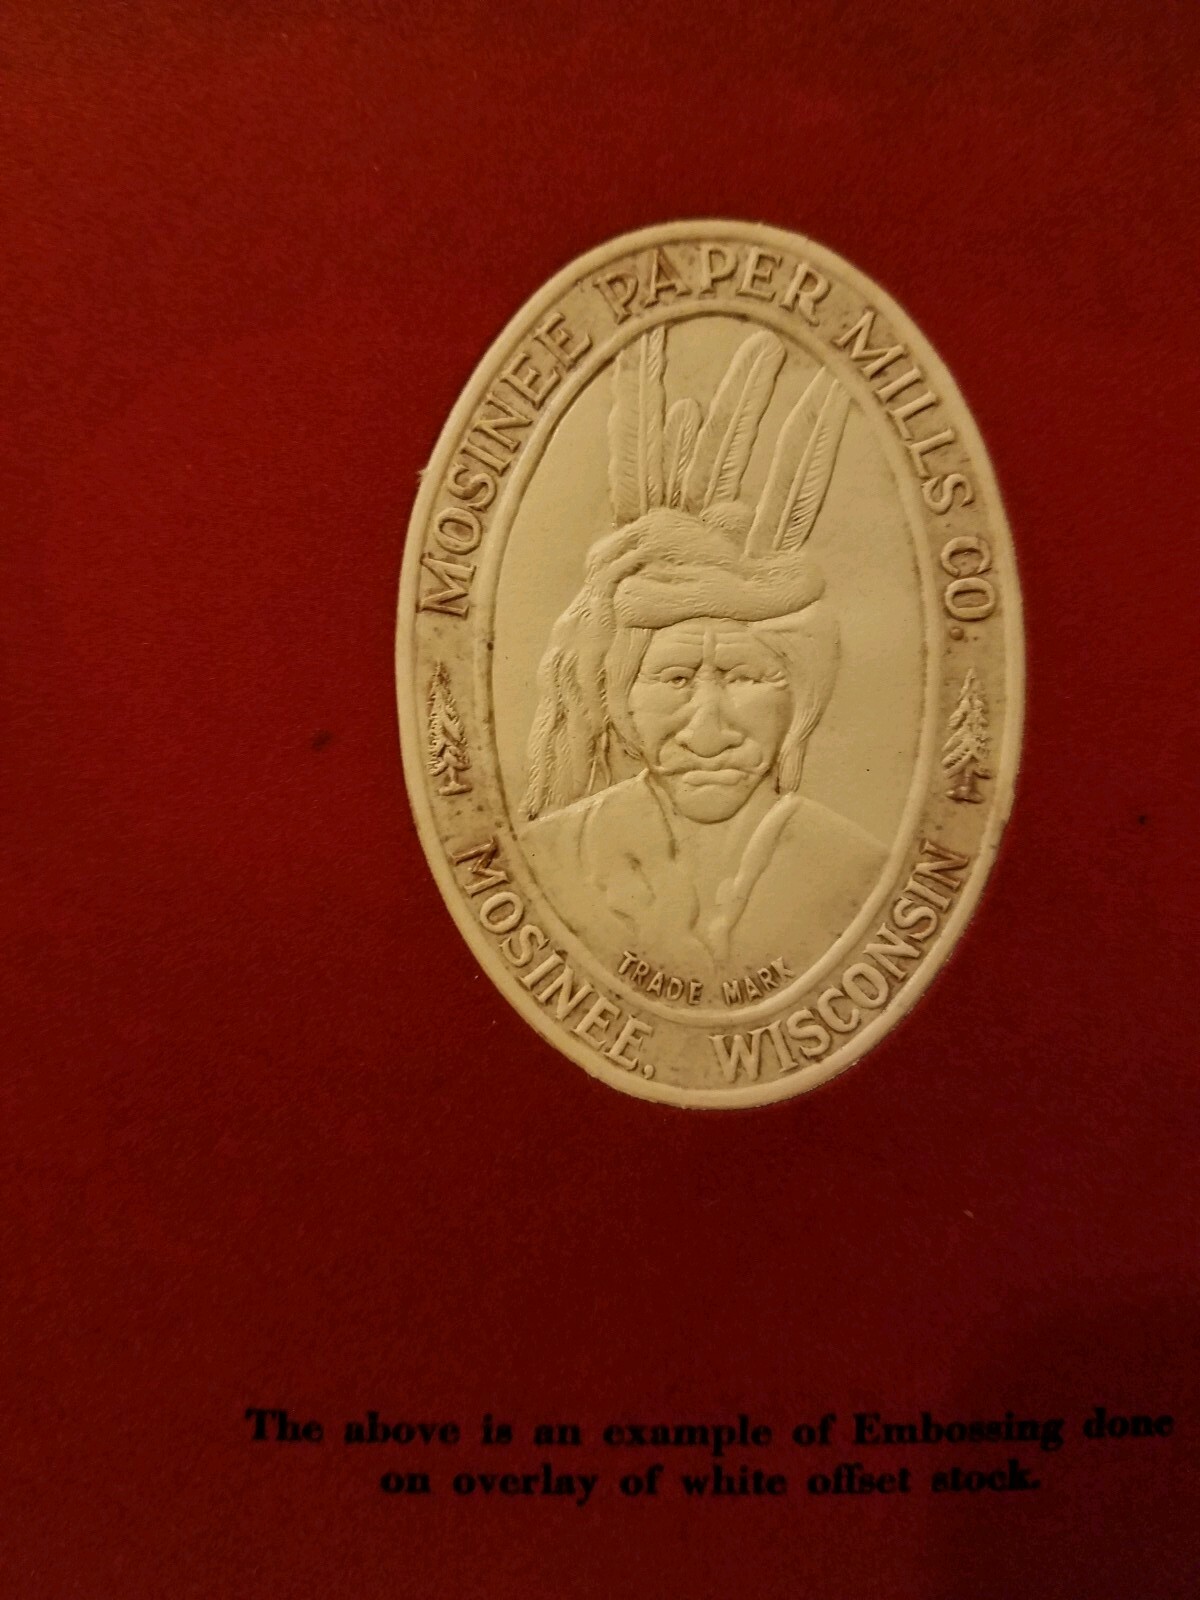 MOSINEE PAPER MILLS CO.
TRADE MARK
MOSINEE, WISCONSIN
The above is an example of Embossing done
on overlay of white offset stock.